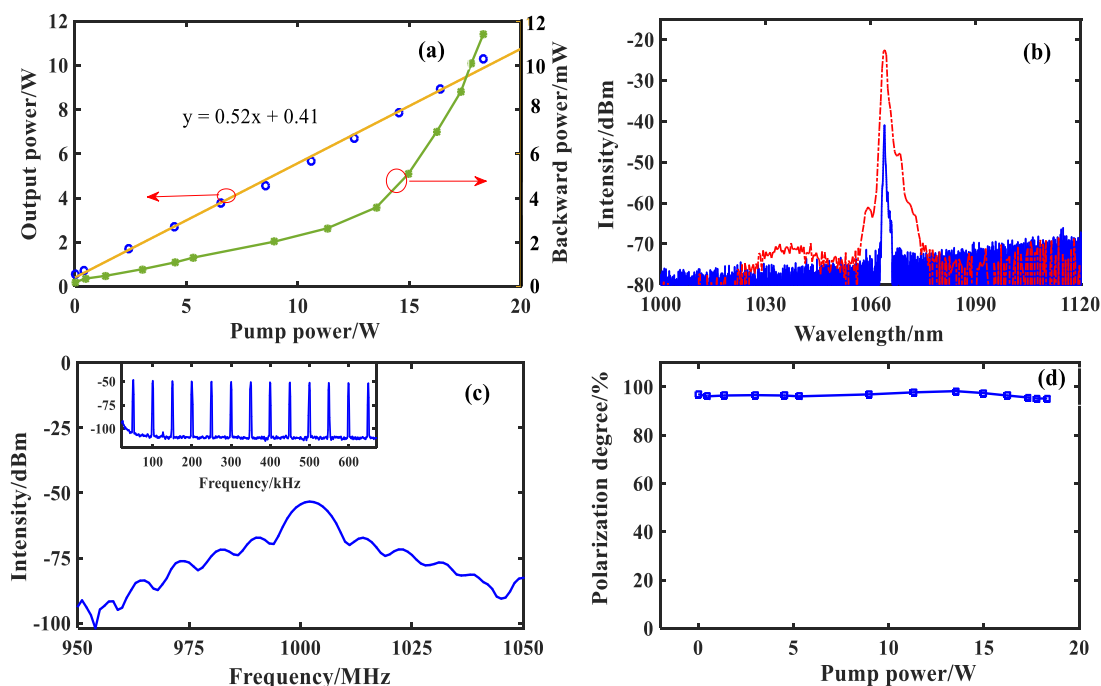 (a)
Output power/W
12
10
8
6
4
2
0
y = 0.52x + 0.41
12
10
8
6
4
2
0
Backward power/mW
0 5 10 15 20
Pump power/W
(b)
Intensity/dBm
-20
-30
-40
-50
-60
-70
-80
1000 1030 1060 1090 1120
Wavelength/nm
(c)
Intensity/dBm
0
-25
-50
-75
-100
-50
-75
-100
100 200 300 400 500 600
Frequency/kHz
950 975 1000 1025 1050
Frequency/MHz
(d)
Polarization degree/%
100
80
60
40
20
0
0 5 10 15 20
Pump power/W